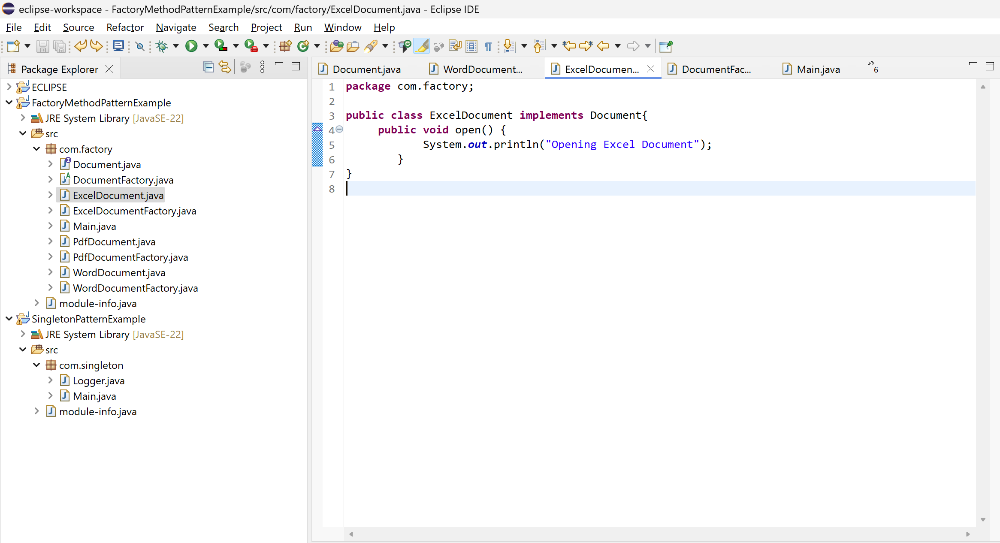 eclipse-workspace - FactoryMethodPatternExample/src/com/factory/ExcelDocument.java - Eclipse IDE
File Edit Source Refactor Navigate Search Project Run Window Help
Package Explorer
ECLIPSE
FactoryMethodPatternExample
JRE System Library [JavaSE-22]
src
com.factory
Document.java
DocumentFactory.java
ExcelDocument.java
ExcelDocumentFactory.java
Main.java
PdfDocument.java
PdfDocumentFactory.java
WordDocument.java
WordDocumentFactory.java
module-info.java
SingletonPatternExample
JRE System Library [JavaSE-22]
src
com.singleton
Logger.java
Main.java
module-info.java
Document.java WordDocument... ExcelDocumen... DocumentFac... Main.java »6
1 package com.factory;
2
3 public class ExcelDocument implements Document{
4 public void open() {
5 System.out.println("Opening Excel Document");
6 }
7 }
8